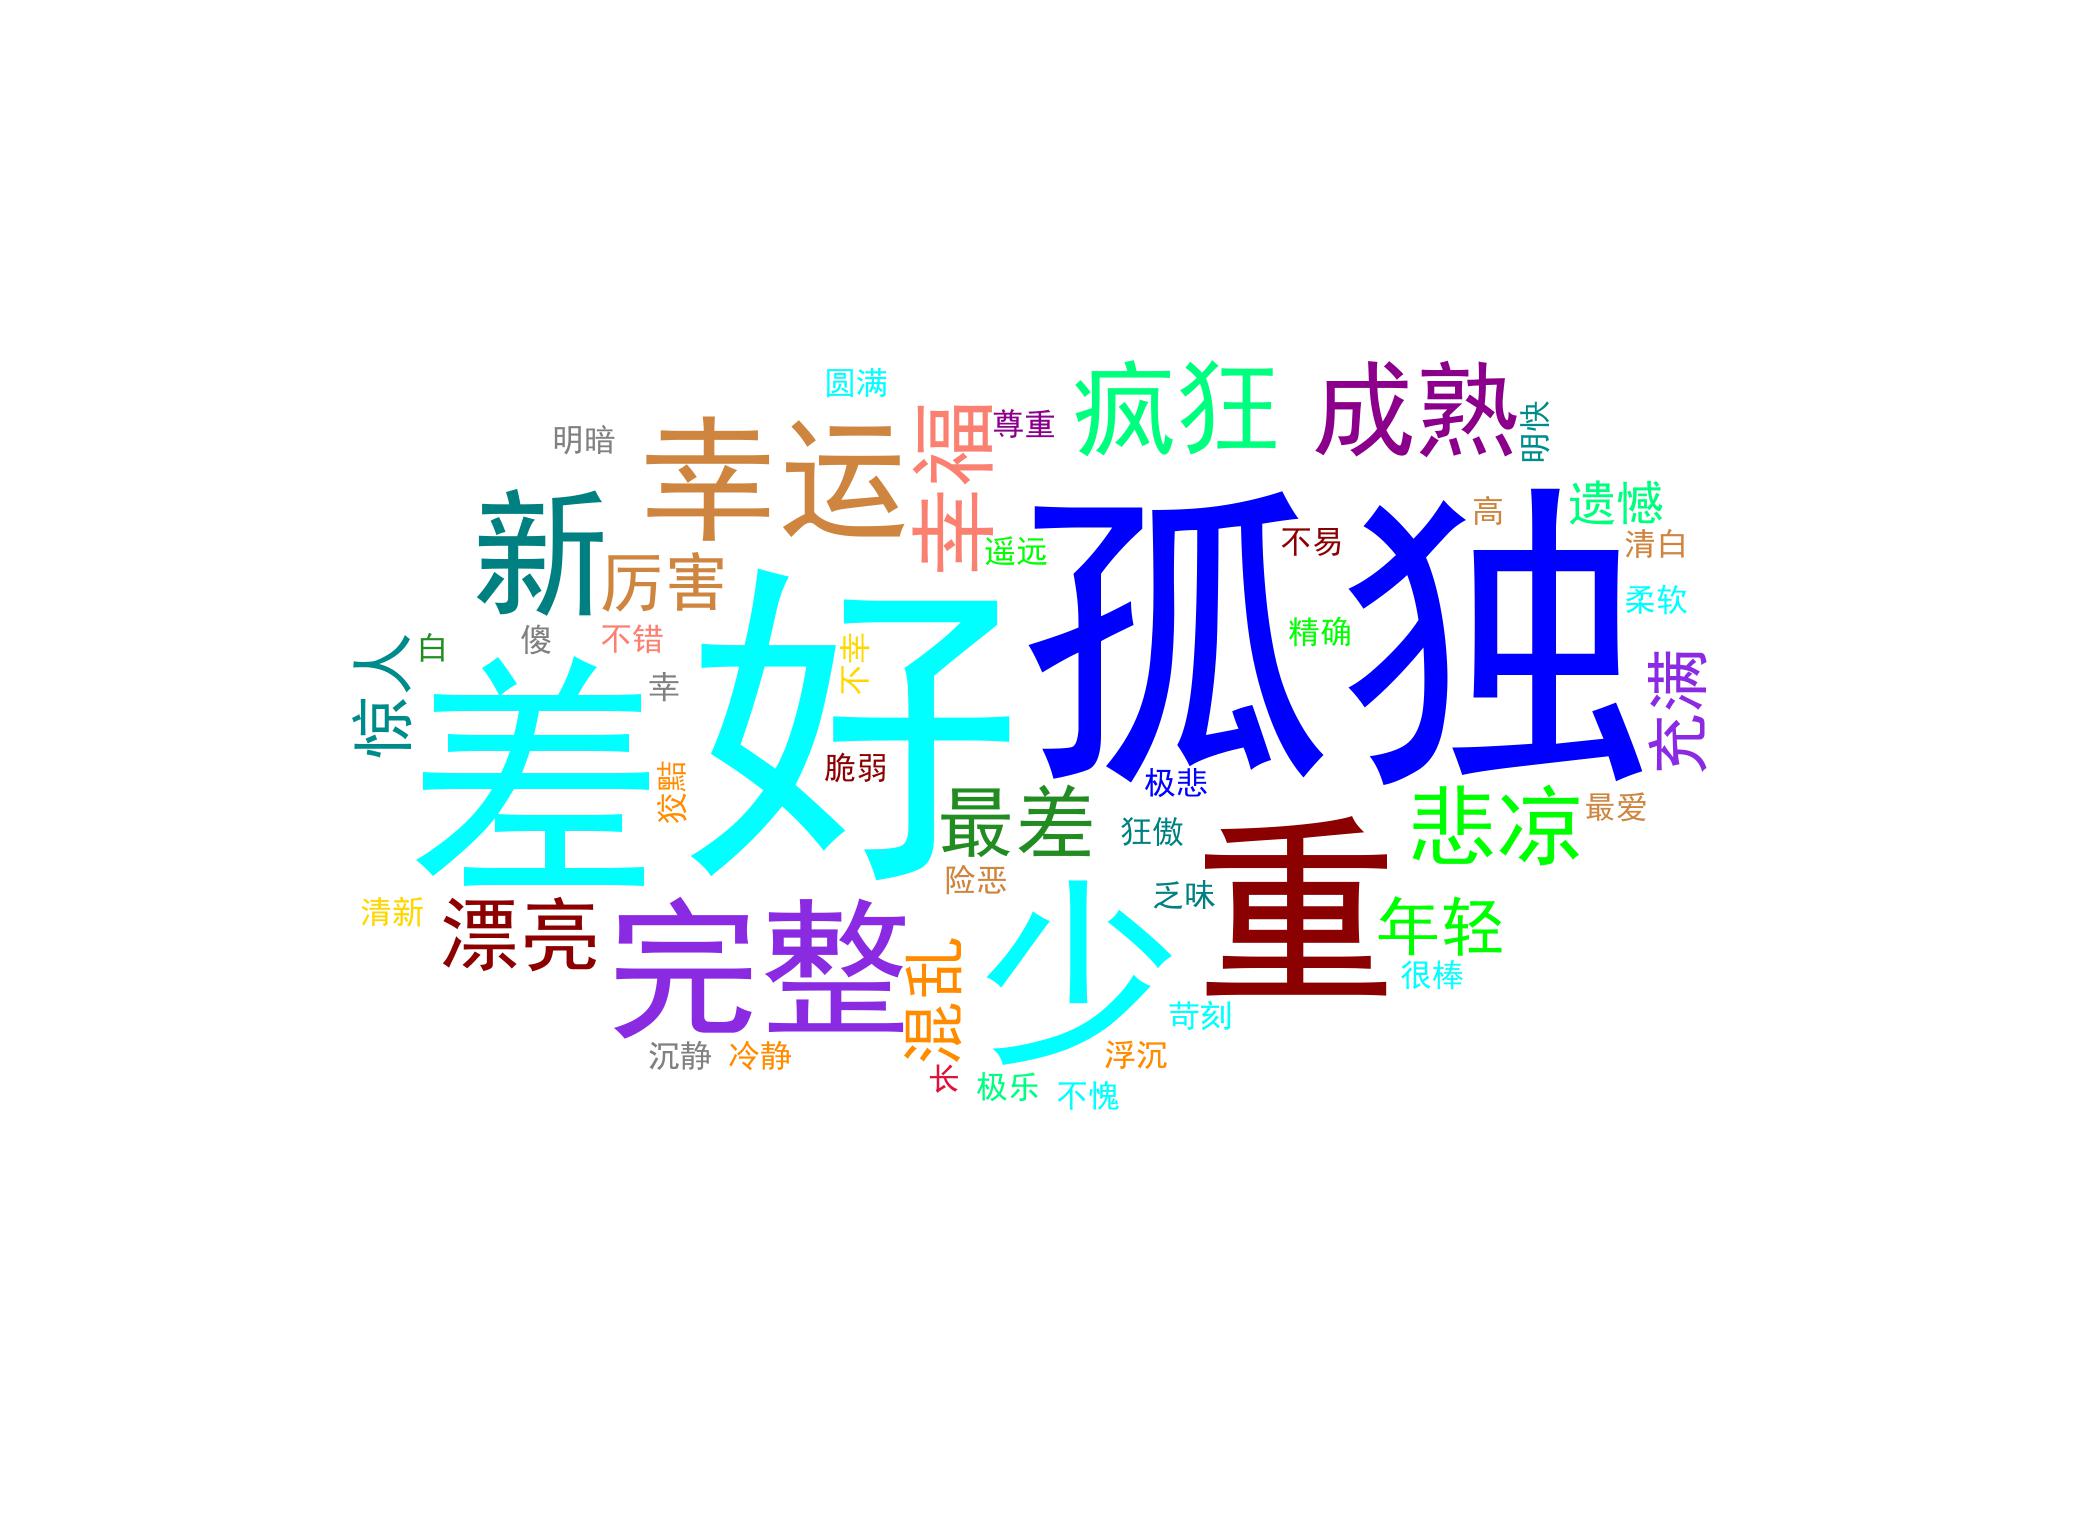 圆满
疯狂
成熟
尊重
明快
幸福
明暗
幸运
新
厉害
遥远
孤独
不易
高
遗憾
清白
柔软
精确
惊人
白
傻
不错
幸
不幸
好
差
狡黠
脆弱
充满
极悲
最差
狂傲
悲凉
最爱
险恶
乏味
重
年轻
很棒
清新
漂亮
完整
混乱
少
苛刻
沉静
冷静
浮沉
长
极乐
不愧